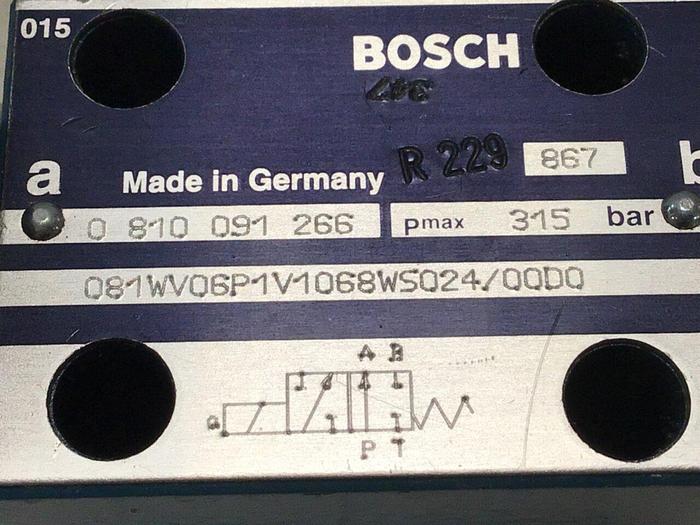 015
BOSCH
R 229 867
a b
Made in Germany
0 810 091 266 pmax 315 bar
081WV06P1V1068WS024/00D0
A B
a
P T